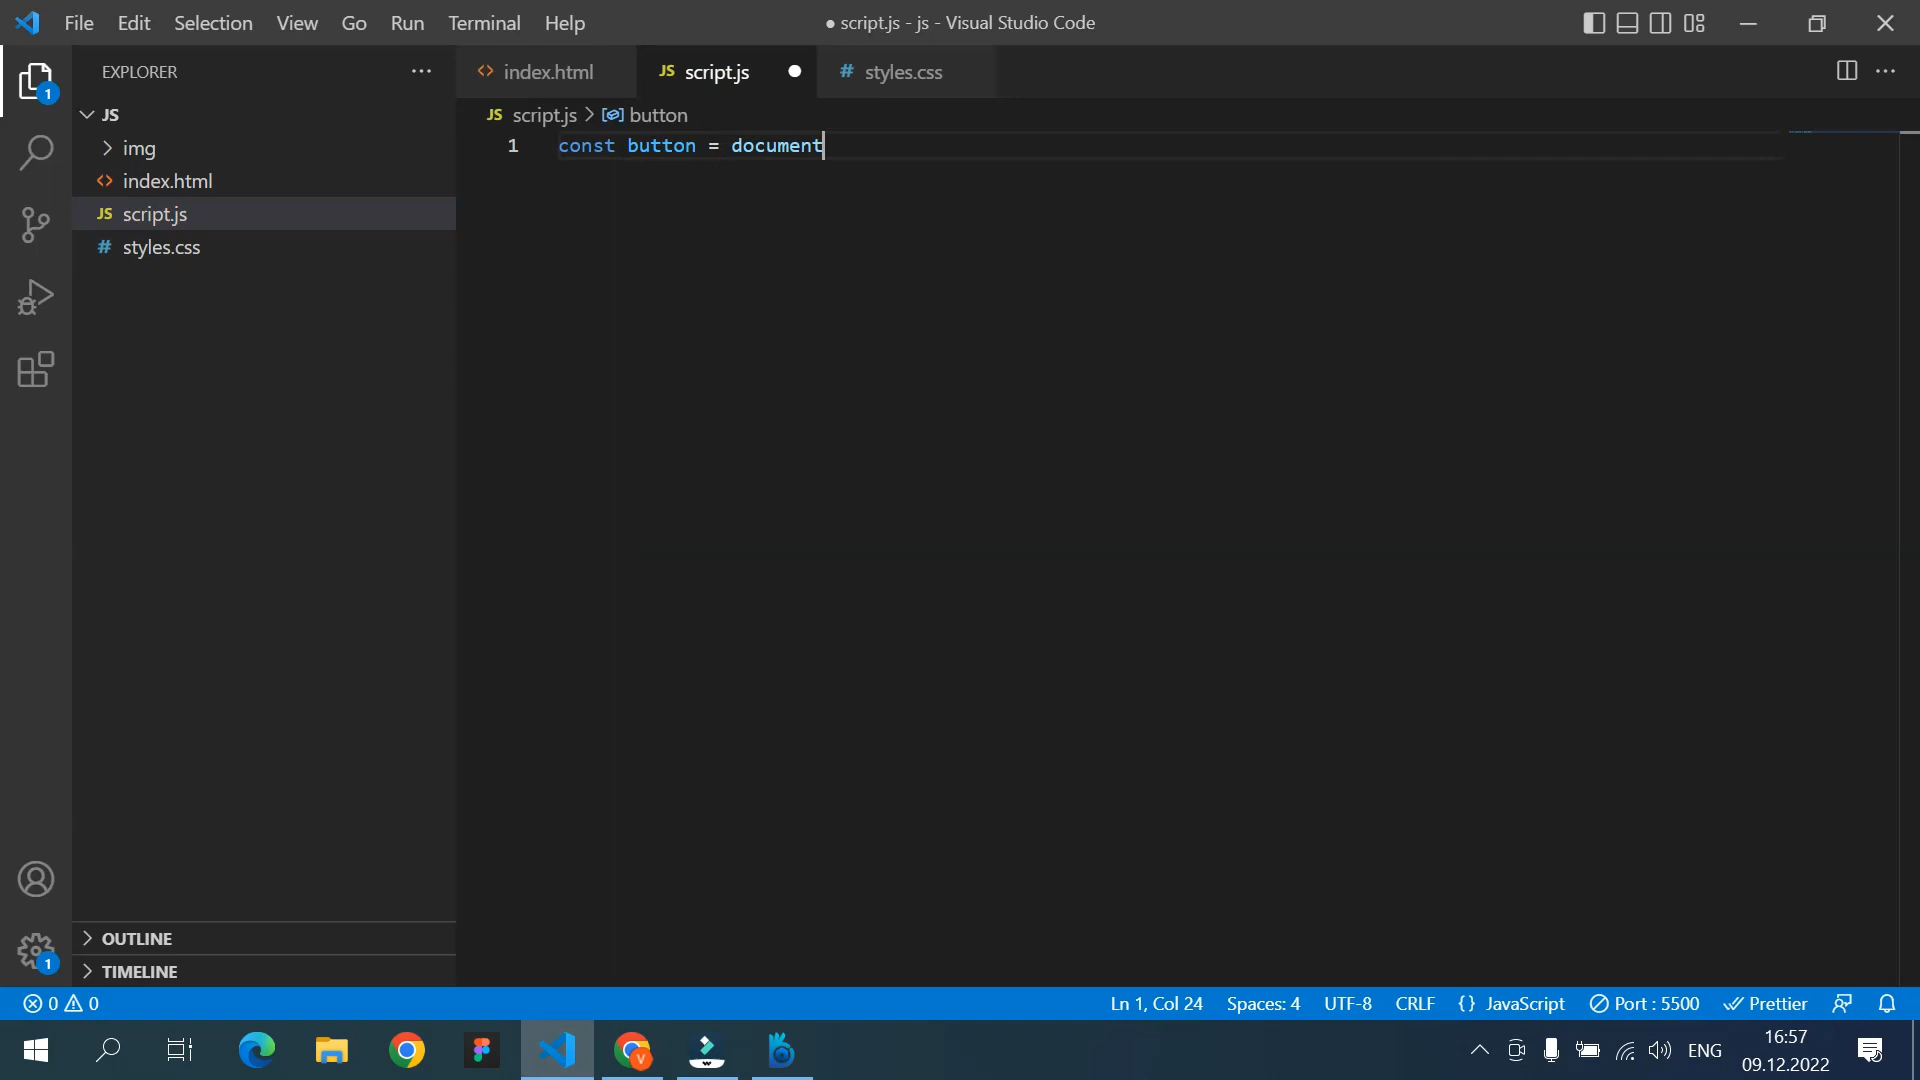 File Edit Selection View Go Run Terminal Help
● script.js - js - Visual Studio Code
EXPLORER
1
JS
img
index.html
JS script.js
# styles.css
index.html
JS script.js
# styles.css
JS script.js > button
1 const button = document
OUTLINE
1
TIMELINE
0 0
Ln 1, Col 24 Spaces: 4 UTF-8 CRLF {} JavaScript Port : 5500 Prettier
V
ENG
16:57
09.12.2022